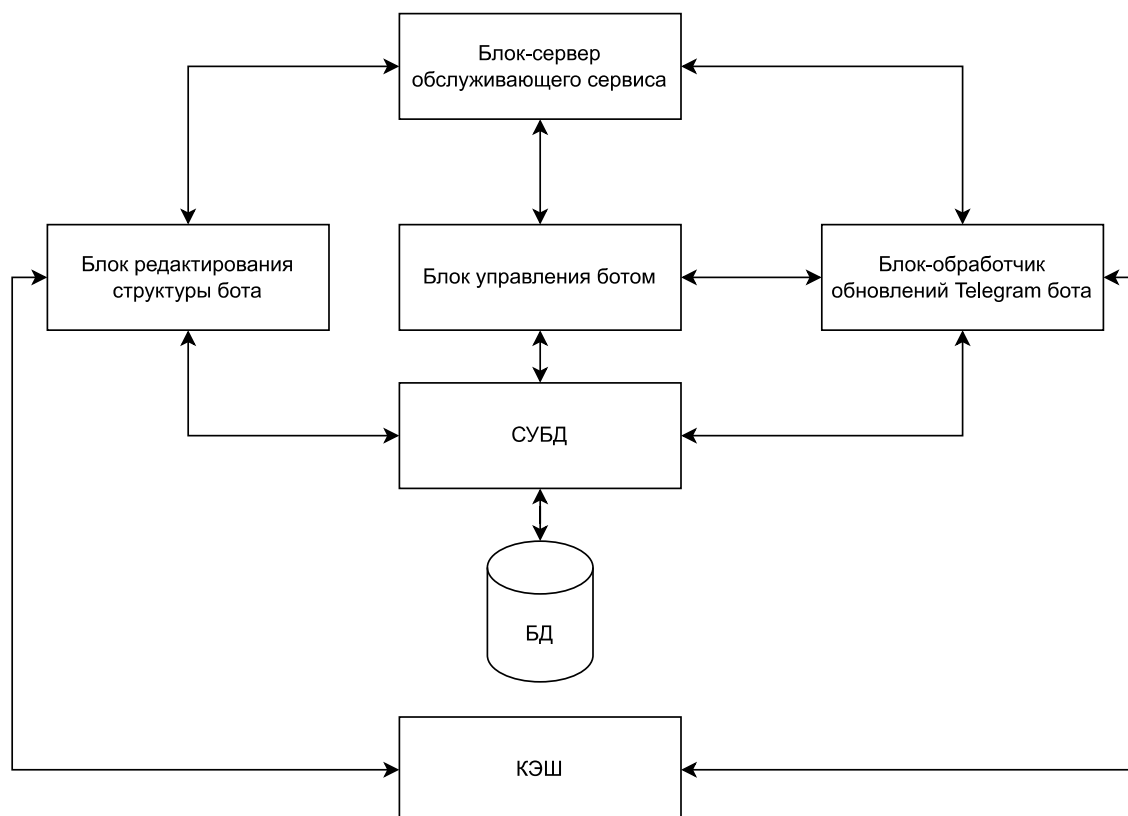 Блок-сервер
обслуживающего сервиса
Блок редактирования
структуры бота
Блок управления ботом
Блок-обработчик
обновлений Telegram бота
СУБД
БД
КЭШ